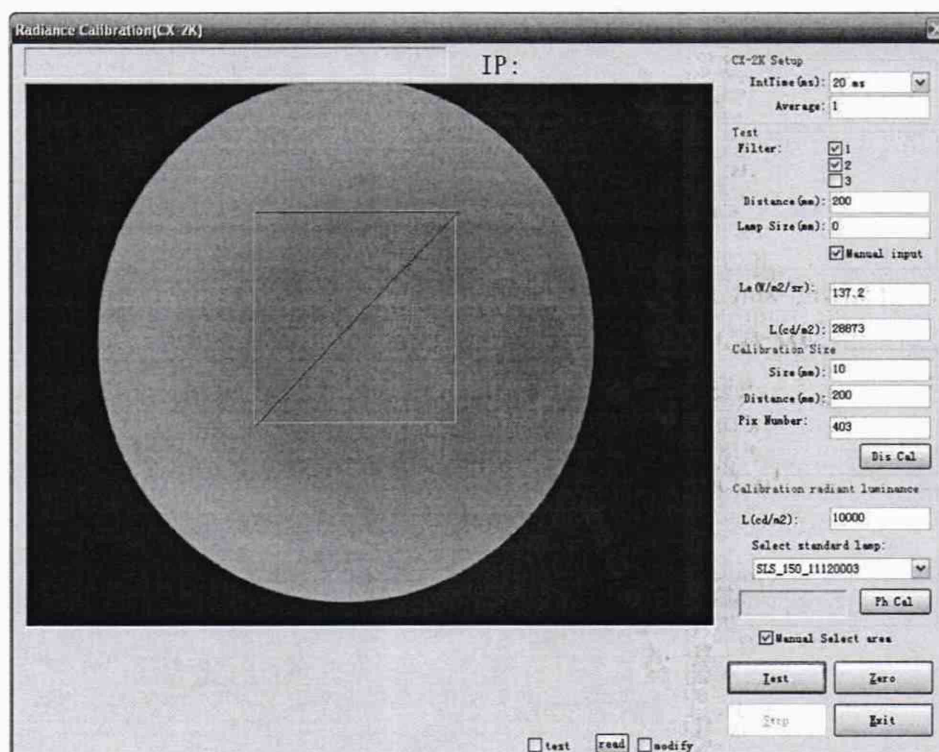 Radiance Calibration(CX-2K)
IP:
CX-2K Setup
IntTime(ms): 20 ms
Average: 1
Test
Filter: 1
2
3
Distance(mm): 200
Lamp Size(mm): 0
Manual input
Le(W/m2/sr): 137.2
L(cd/m2): 28873
Calibration Size
Size(mm): 10
Distance(mm): 200
Pix Number: 403
Dis Cal
Calibration radiant luminance
L(cd/m2): 10000
Select standard lamp:
SLS_150_11120003
Ph Cal
Manual Select area
Test Zero
Stop Exit
test read modify